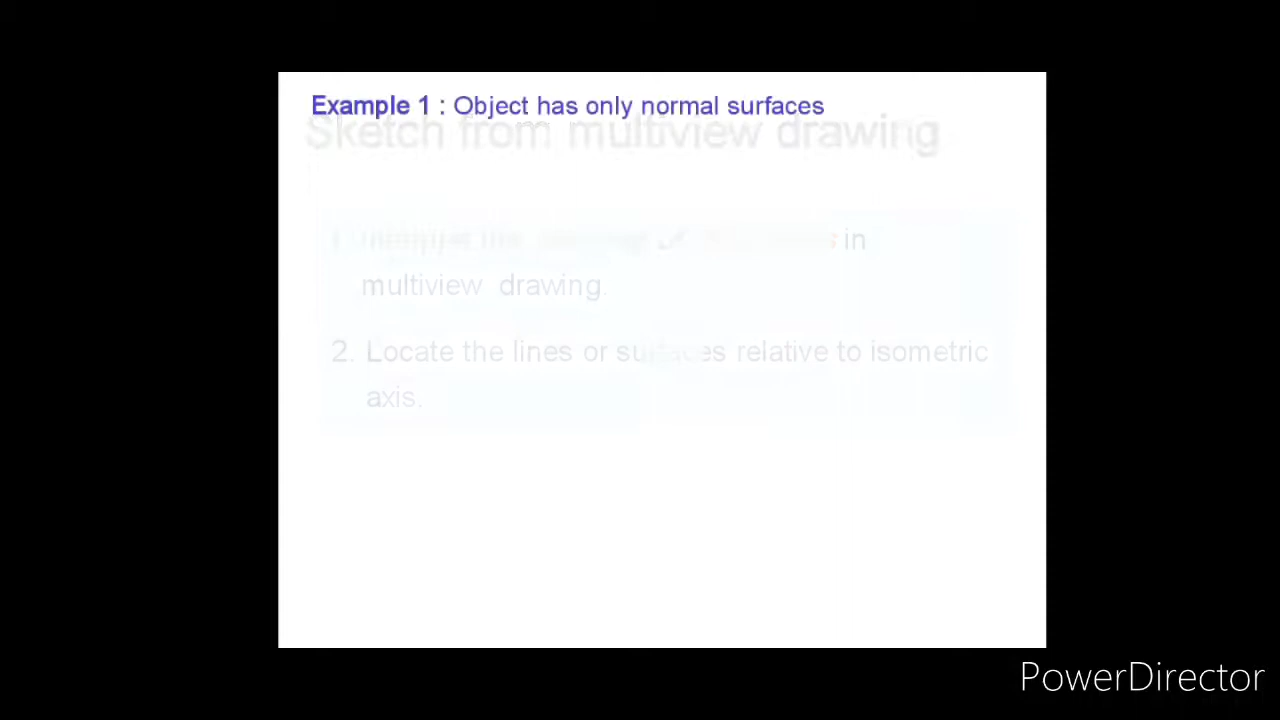 Example 1 : Object has only normal surfaces
Sketch from multiview drawing
in
multiview drawing.
2. Locate the lines or surfaces relative to isometric
axis.
PowerDirector